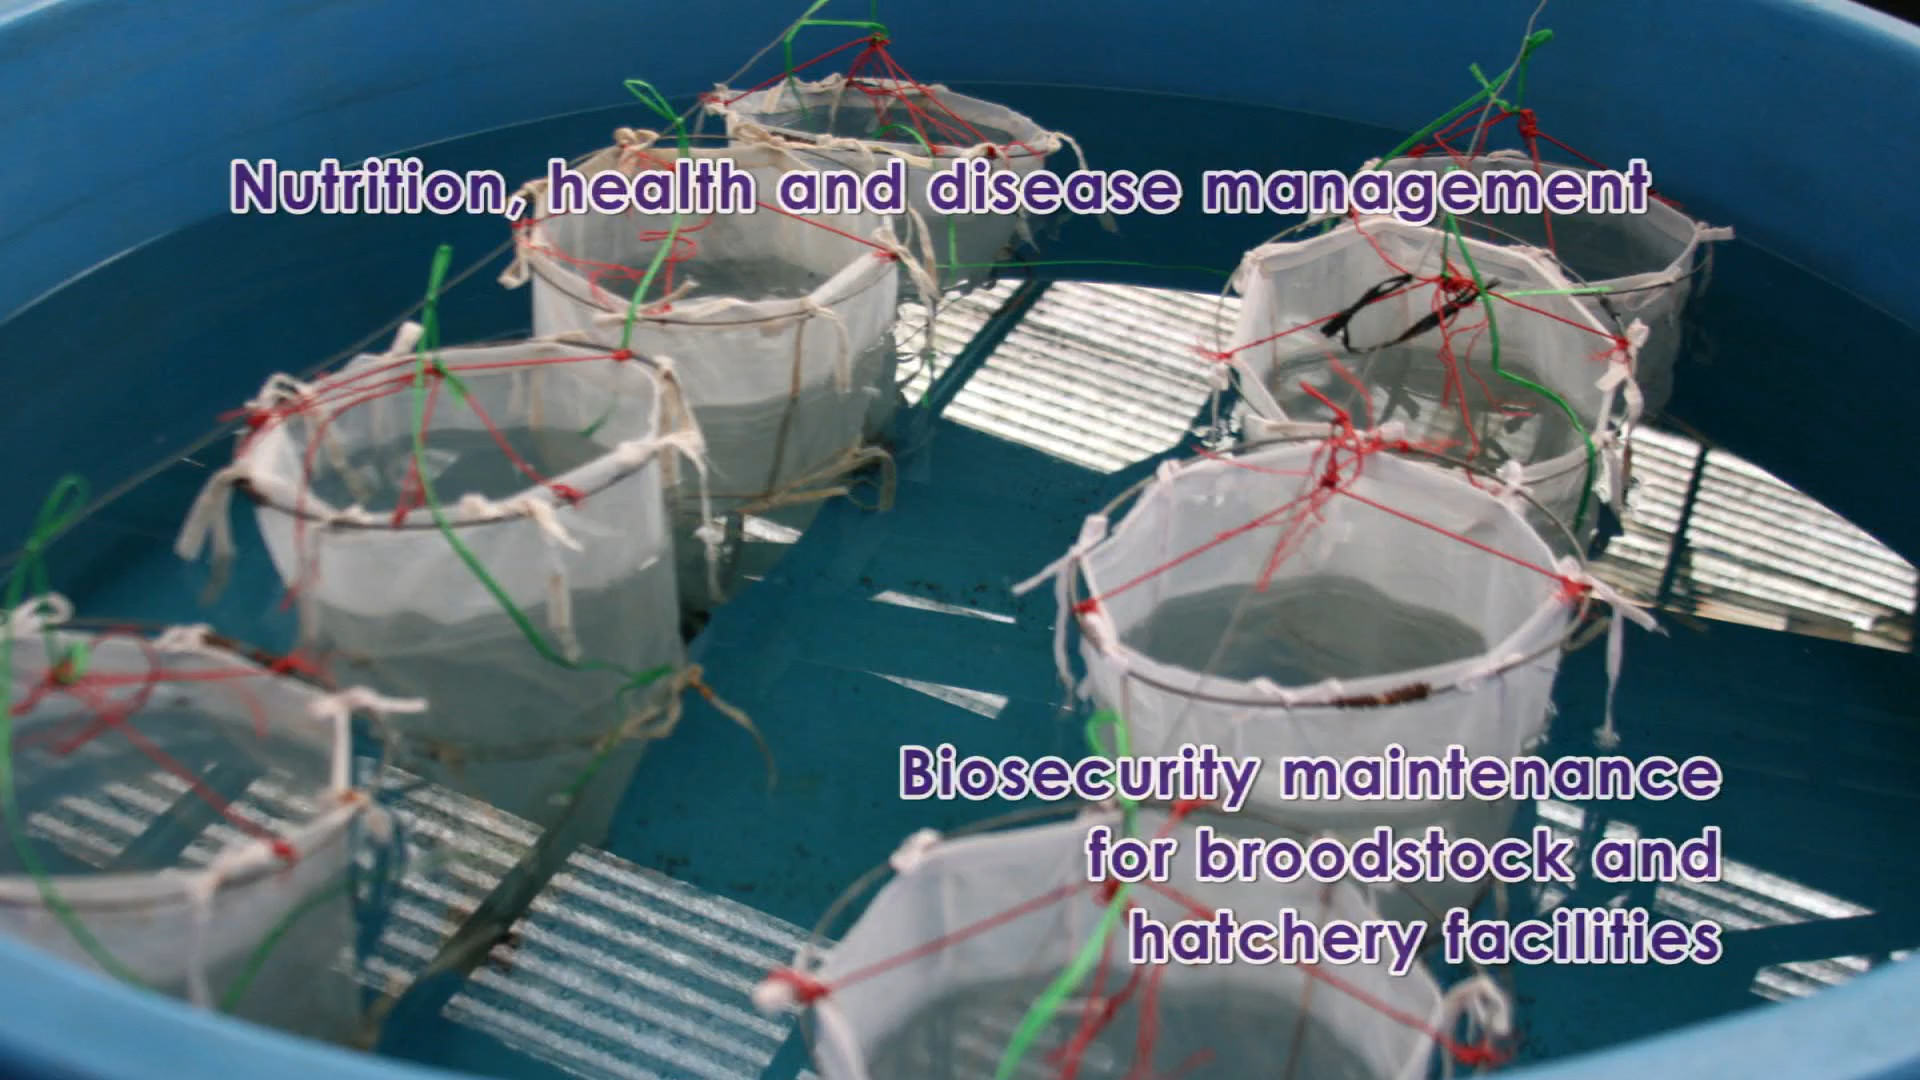 Nutrition, health and disease management
Biosecurity maintenance
for broodstock and
hatchery facilities